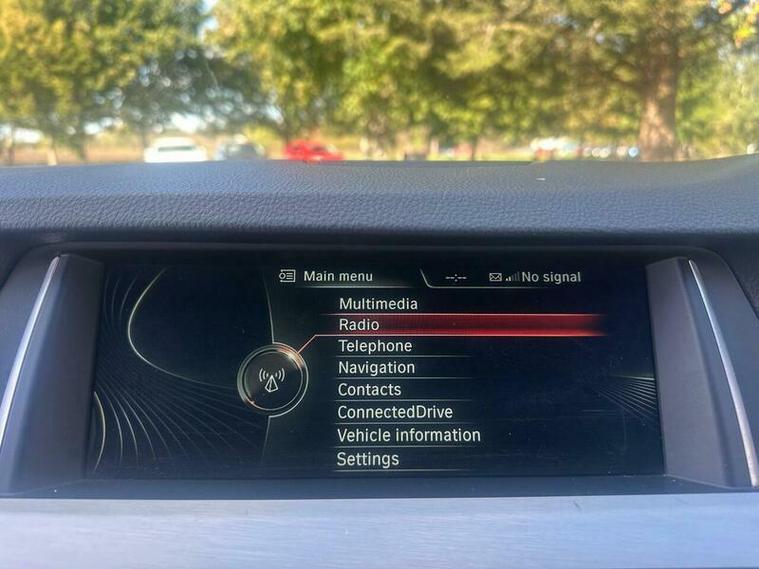 Main menu --:-- No signal
Multimedia
Radio
Telephone
Navigation
Contacts
ConnectedDrive
Vehicle information
Settings